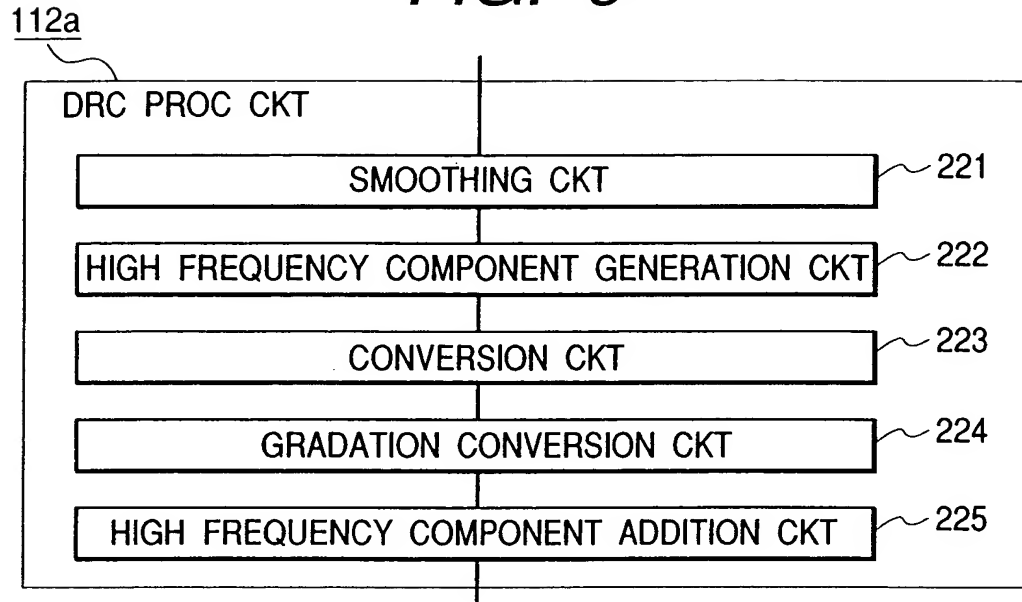 FIG.
112a
DRC PROC CKT
SMOOTHING CKT 221
HIGH FREQUENCY COMPONENT GENERATION CKT 222
CONVERSION CKT 223
GRADATION CONVERSION CKT 224
HIGH FREQUENCY COMPONENT ADDITION CKT 225